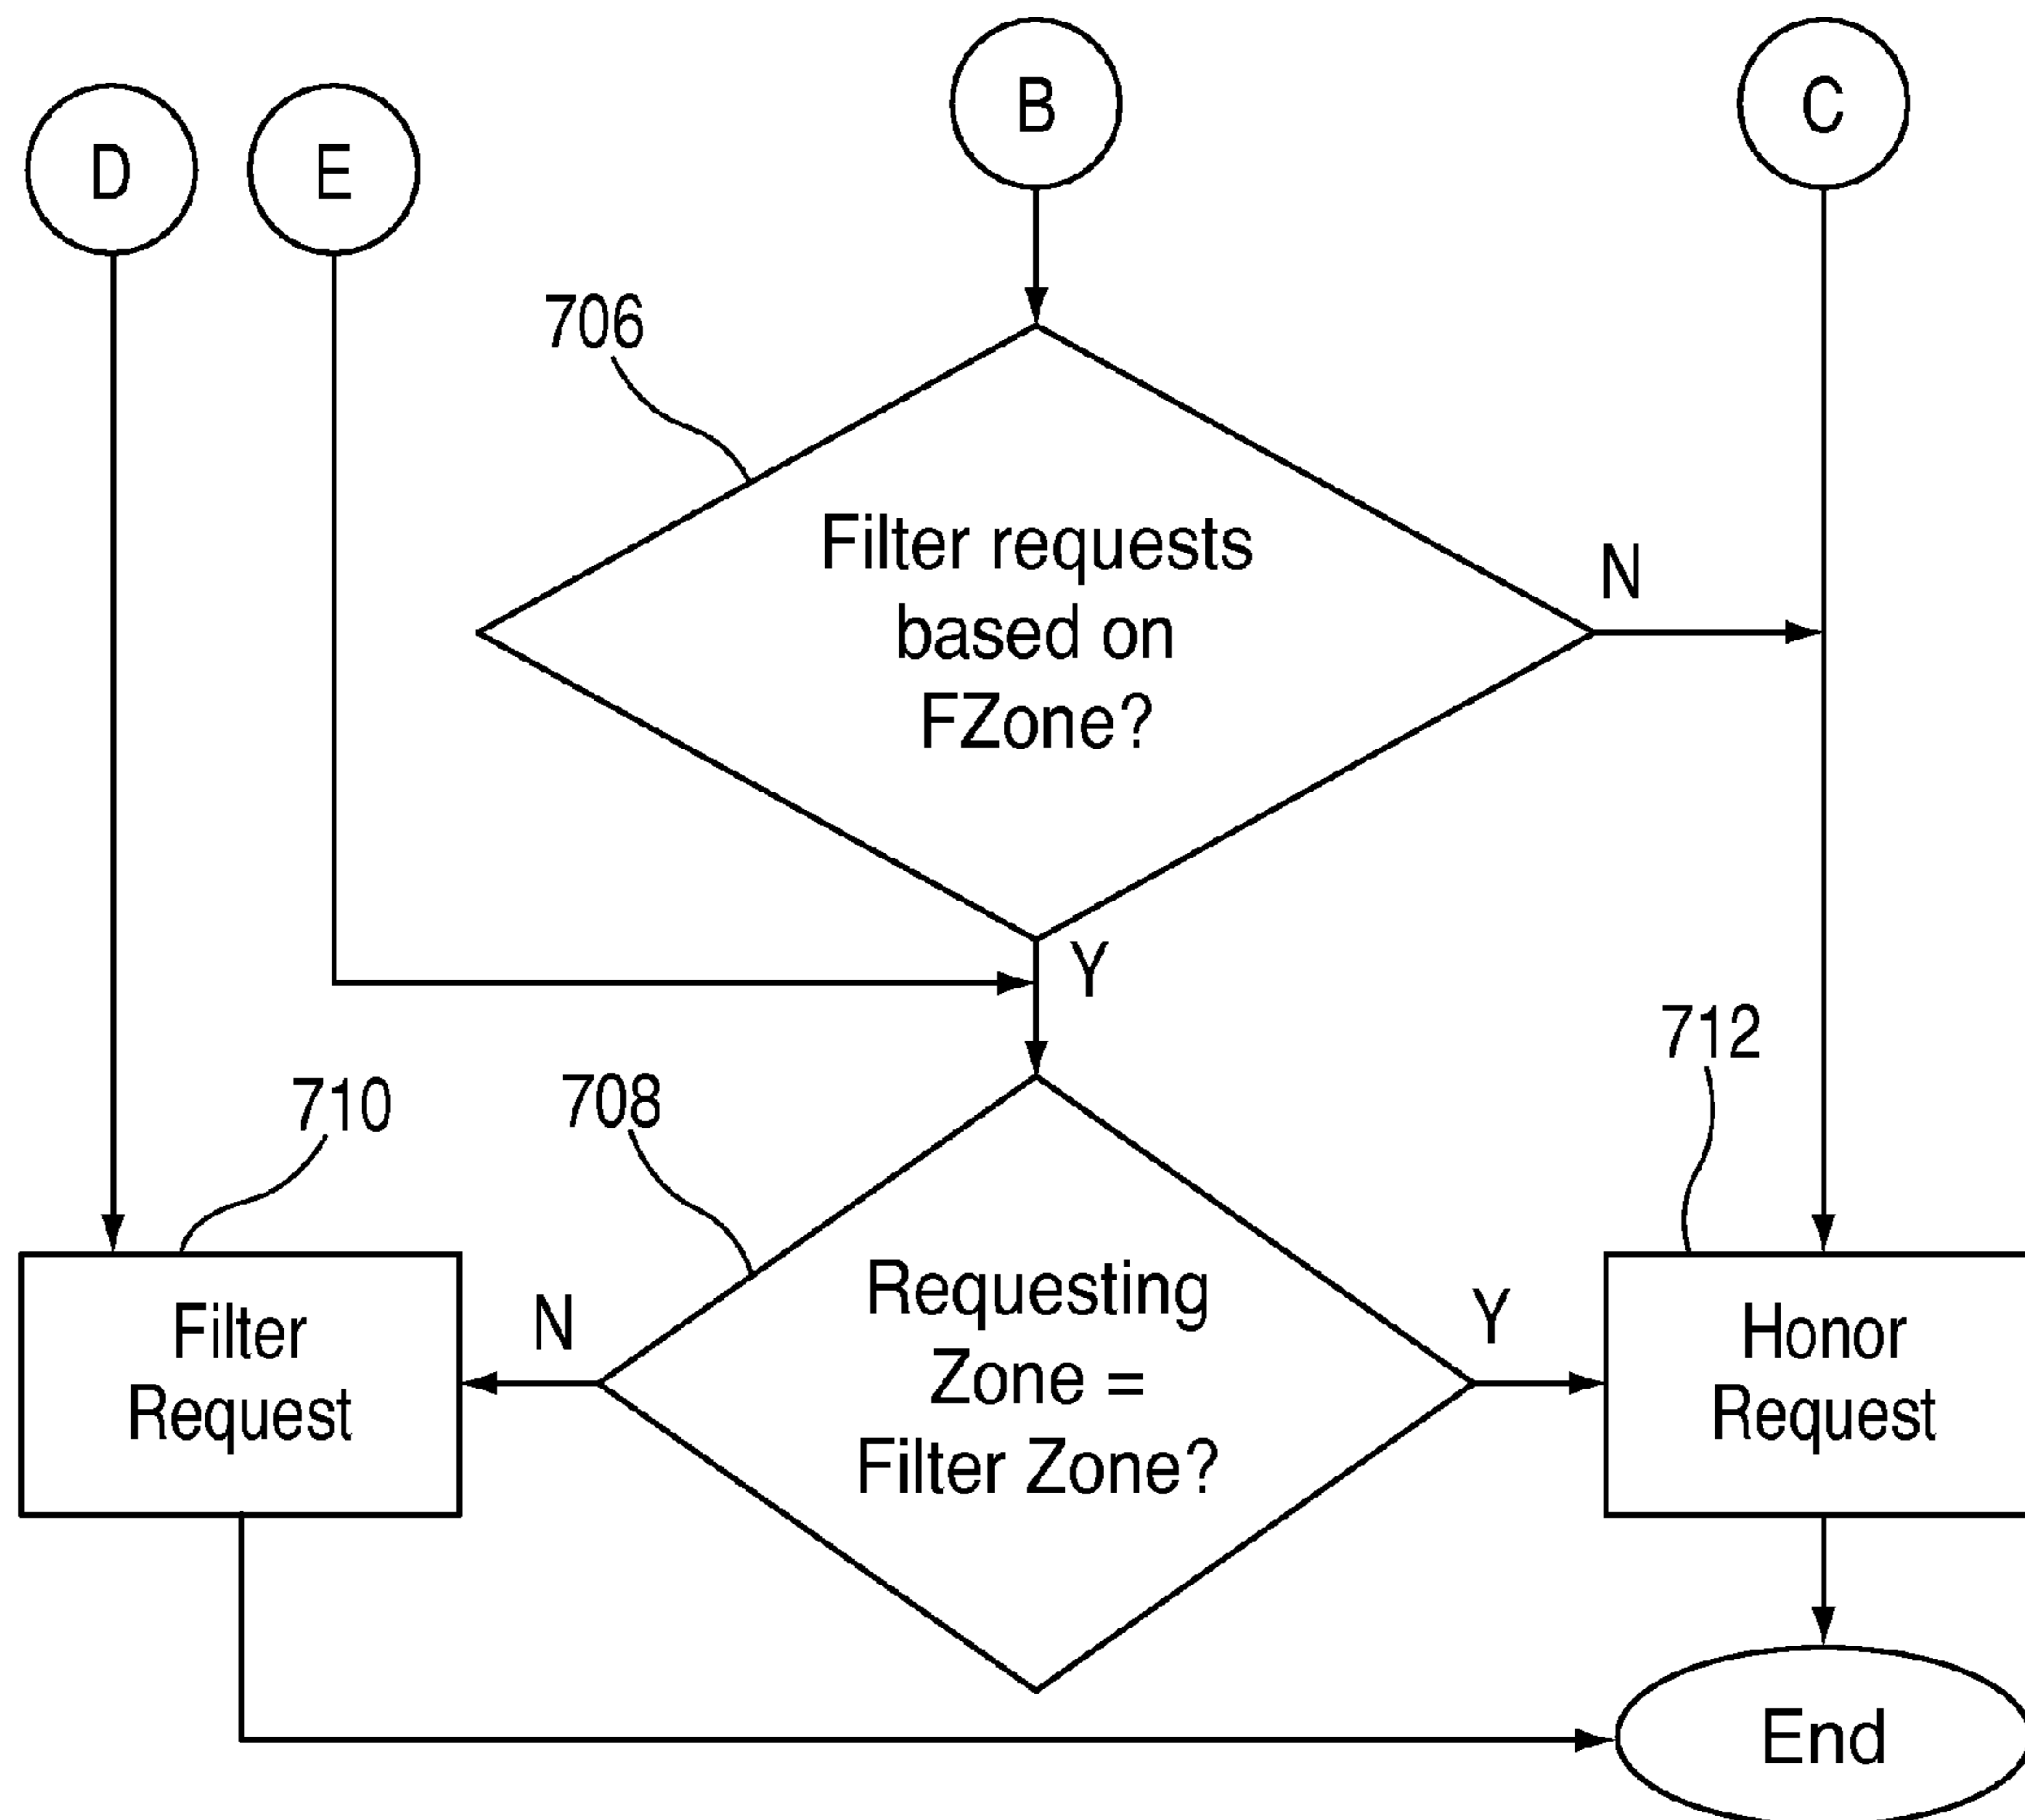 B
C
D
E
706
Filter requests
based on
FZone?
N
Y
712
710
708
Filter
Request
N
Requesting
Zone =
Filter Zone?
Y
Honor
Request
End